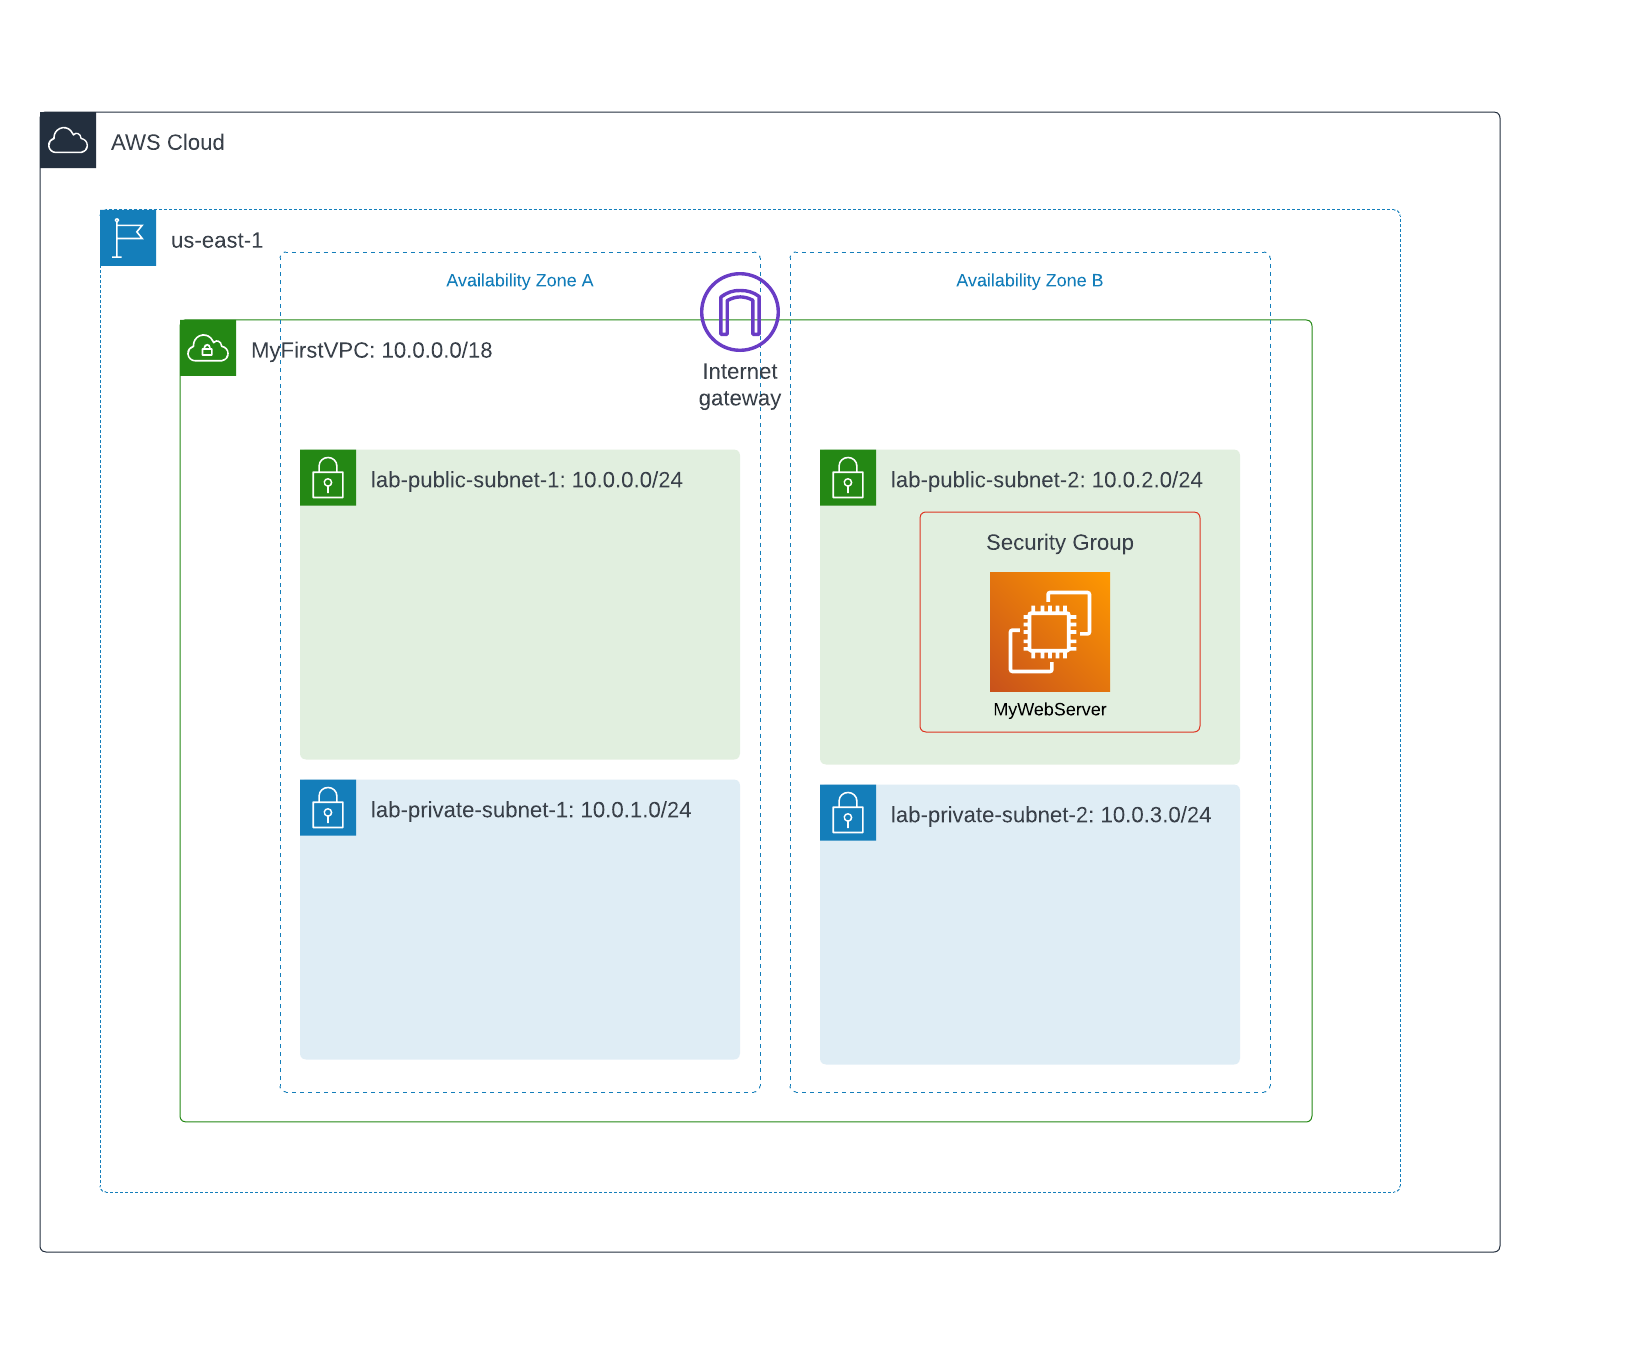 AWS Cloud
us-east-1
Availability Zone A
Availability Zone B
MyFirstVPC: 10.0.0.0/18
Internet
gateway
lab-public-subnet-1: 10.0.0.0/24
lab-public-subnet-2: 10.0.2.0/24
Security Group
MyWebServer
lab-private-subnet-1: 10.0.1.0/24
lab-private-subnet-2: 10.0.3.0/24